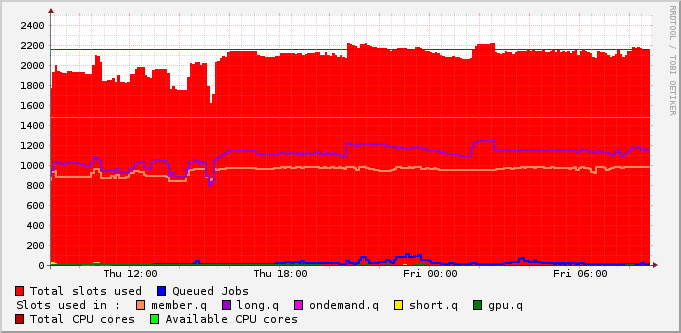 2400
2200
2000
1800
1600
1400
1200
1000
800
600
400
200
0
Thu 12:00 Thu 18:00 Fri 00:00 Fri 06:00
RRDTOOL / TOBI OETIKER
Total slots used Queued Jobs
Slots used in : member.q long.q ondemand.q short.q gpu.q
Total CPU cores Available CPU cores